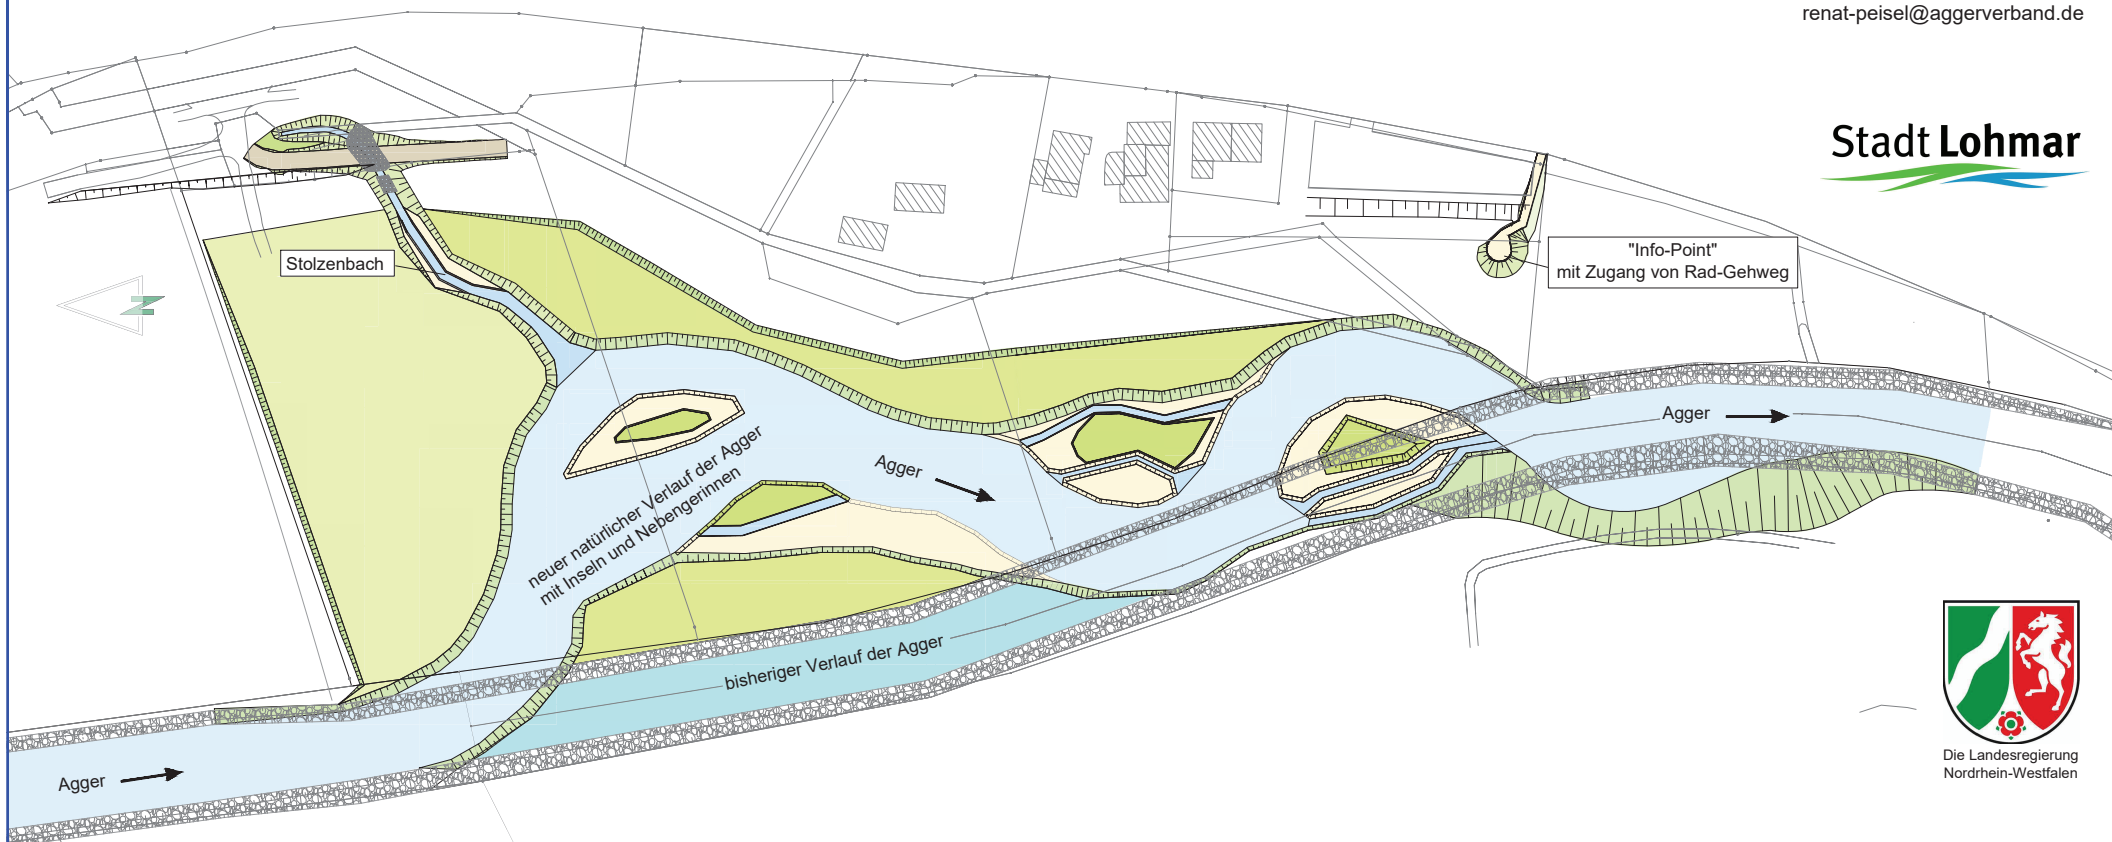 renat-peisel@aggerverband.de
Stadt Lohmar
Stolzenbach
"Info-Point"
mit Zugang von Rad-Gehweg
Agger
Agger
neuer natürlicher Verlauf der Agger
mit Inseln und Nebengerinnen
bisheriger Verlauf der Agger
Agger
Die Landesregierung
Nordrhein-Westfalen